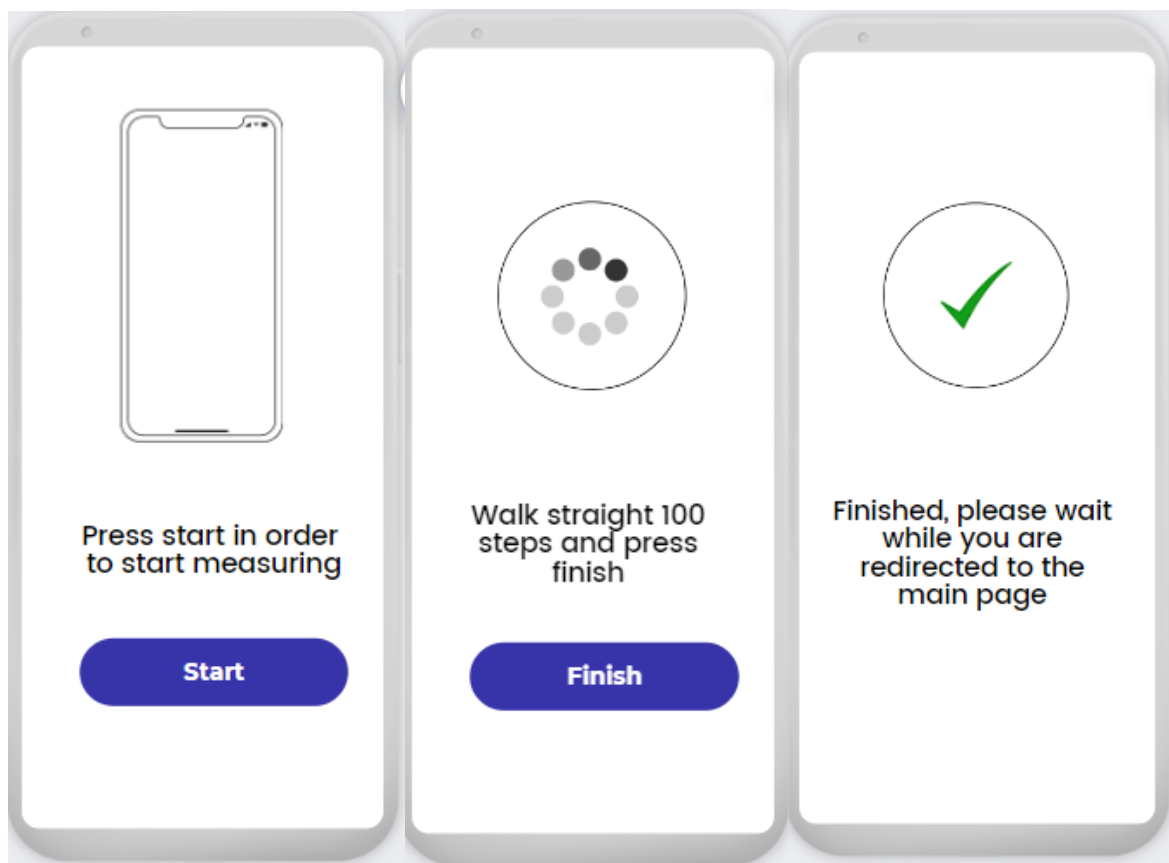 Press start in order
to start measuring
Start
Walk straight 100
steps and press
finish
Finish
Finished, please wait
while you are
redirected to the
main page